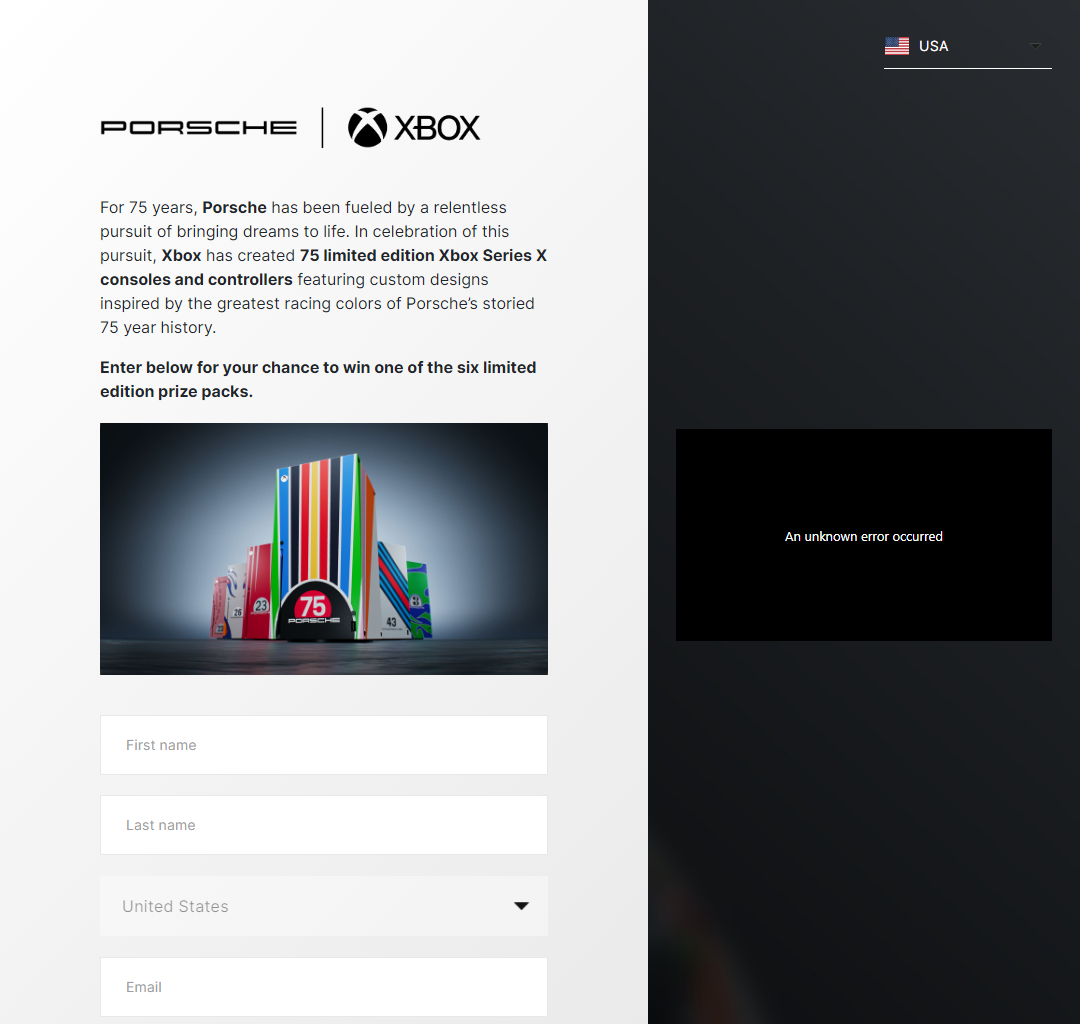 USA
PORSCHE | XBOX
For 75 years, Porsche has been fueled by a relentless
pursuit of bringing dreams to life. In celebration of this
pursuit, Xbox has created 75 limited edition Xbox Series X
consoles and controllers featuring custom designs
inspired by the greatest racing colors of Porsche’s storied
75 year history.
Enter below for your chance to win one of the six limited
edition prize packs.
26
23
75
PORSCHE
43
3
An unknown error occurred
First name
Last name
United States
Email